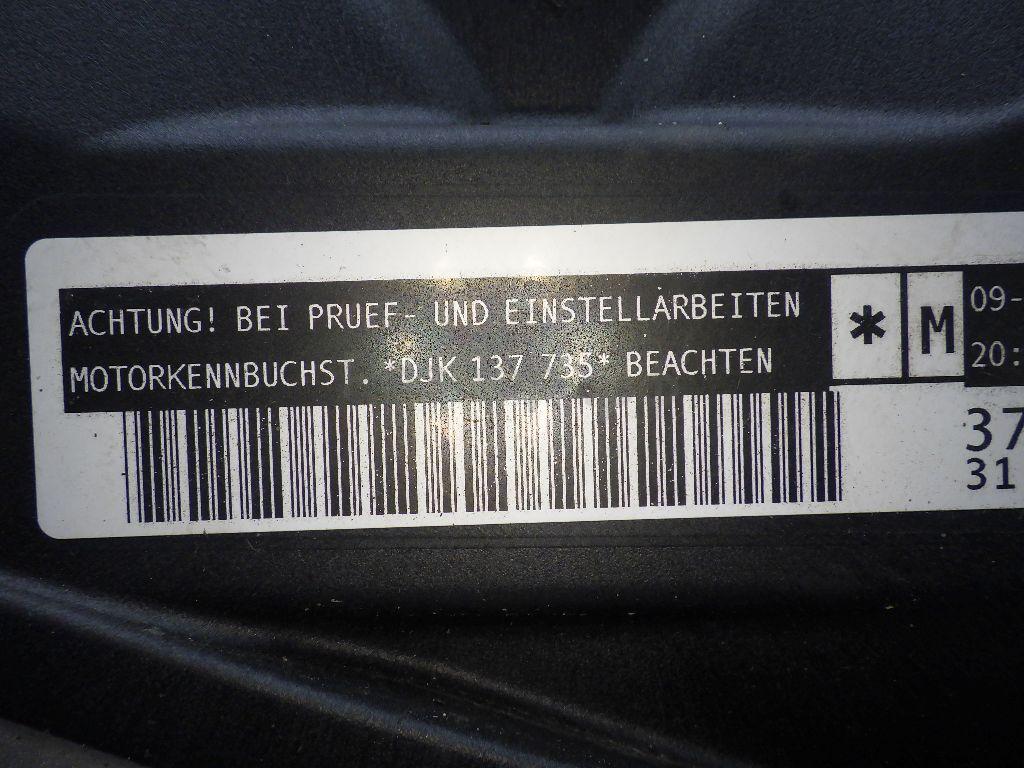 ACHTUNG! BEI PRUEF- UND EINSTELLARBEITEN
MOTORKENNBUCHST. *DJK 137 735* BEACHTEN
* M
09-
20:
37
31